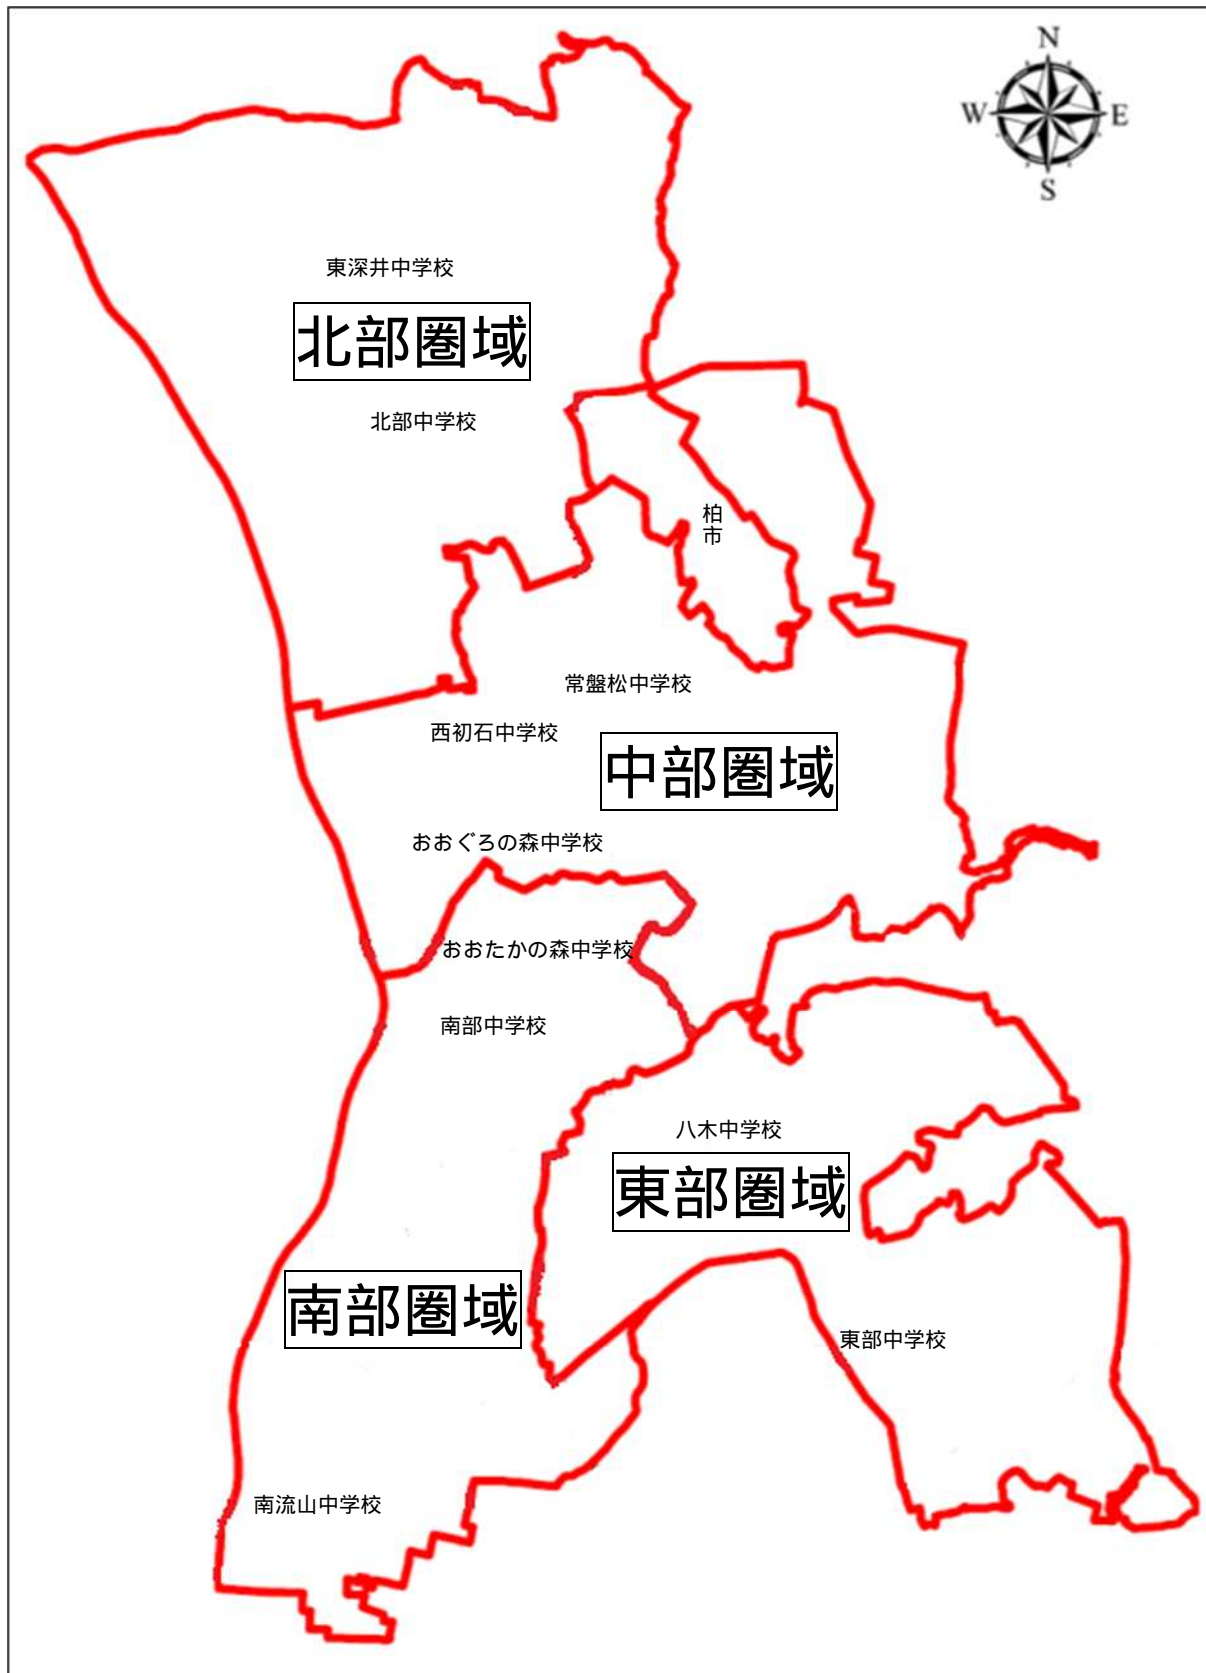 N
W E
S
東深井中学校
北部圏域
北部中学校
柏市
常盤松中学校
西初石中学校
中部圏域
おおぐろの森中学校
おおたかの森中学校
南部中学校
八木中学校
東部圏域
南部圏域
東部中学校
南流山中学校